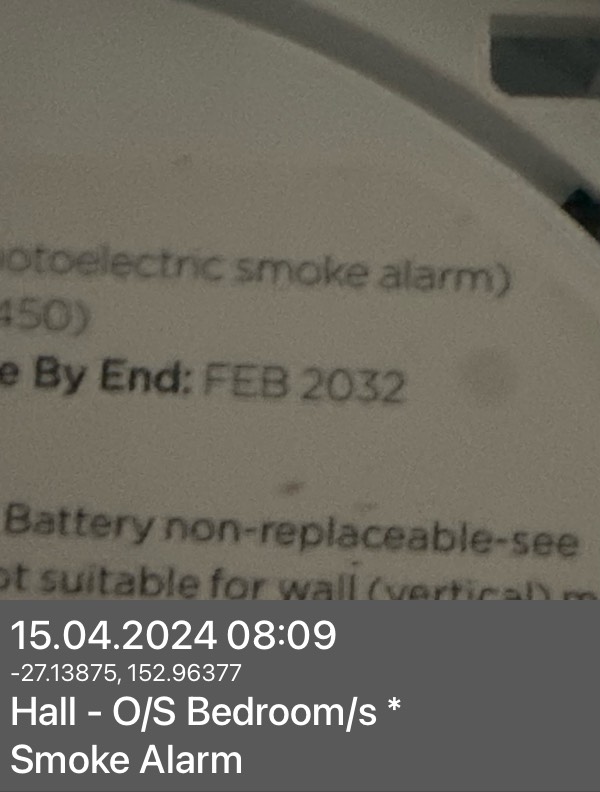 otoelectric smoke alarm)
450)
e By End: FEB 2032
Battery non-replaceable-see
ot suitable for wall (vertical) m
15.04.2024 08:09
-27.13875, 152.96377
Hall - O/S Bedroom/s *
Smoke Alarm